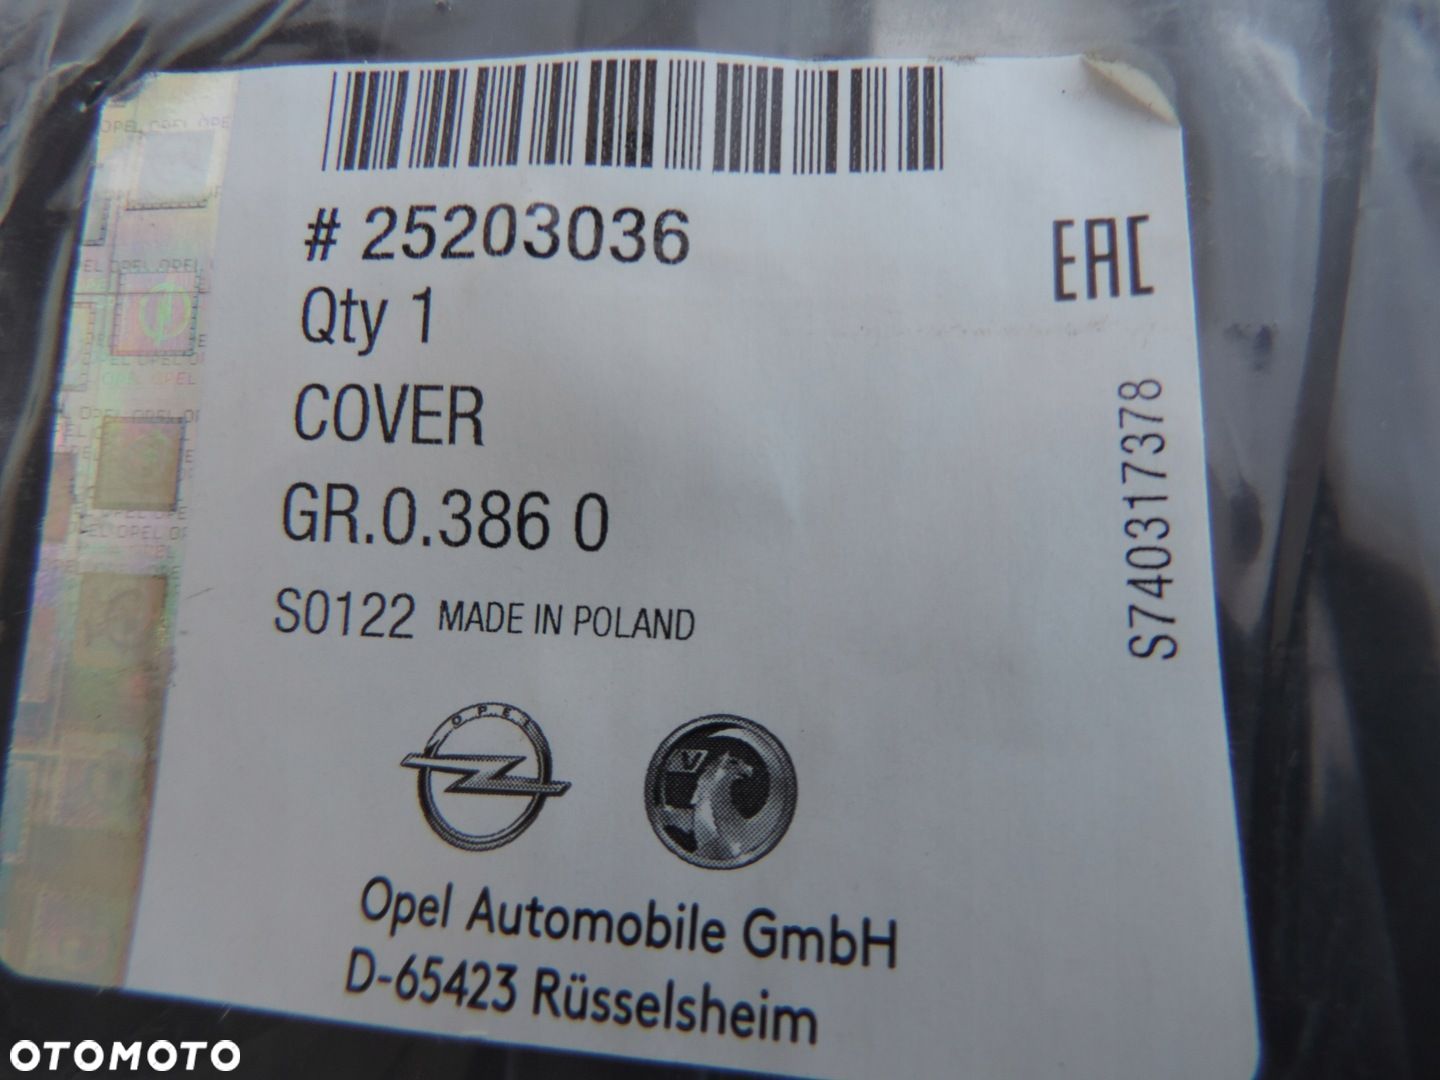 # 25203036
Qty 1
COVER
GR.0.386 0
S0122 MADE IN POLAND
EAC
S740317378
OPEL
V
Opel Automobile GmbH
D-65423 Rüsselsheim
OTOMOTO